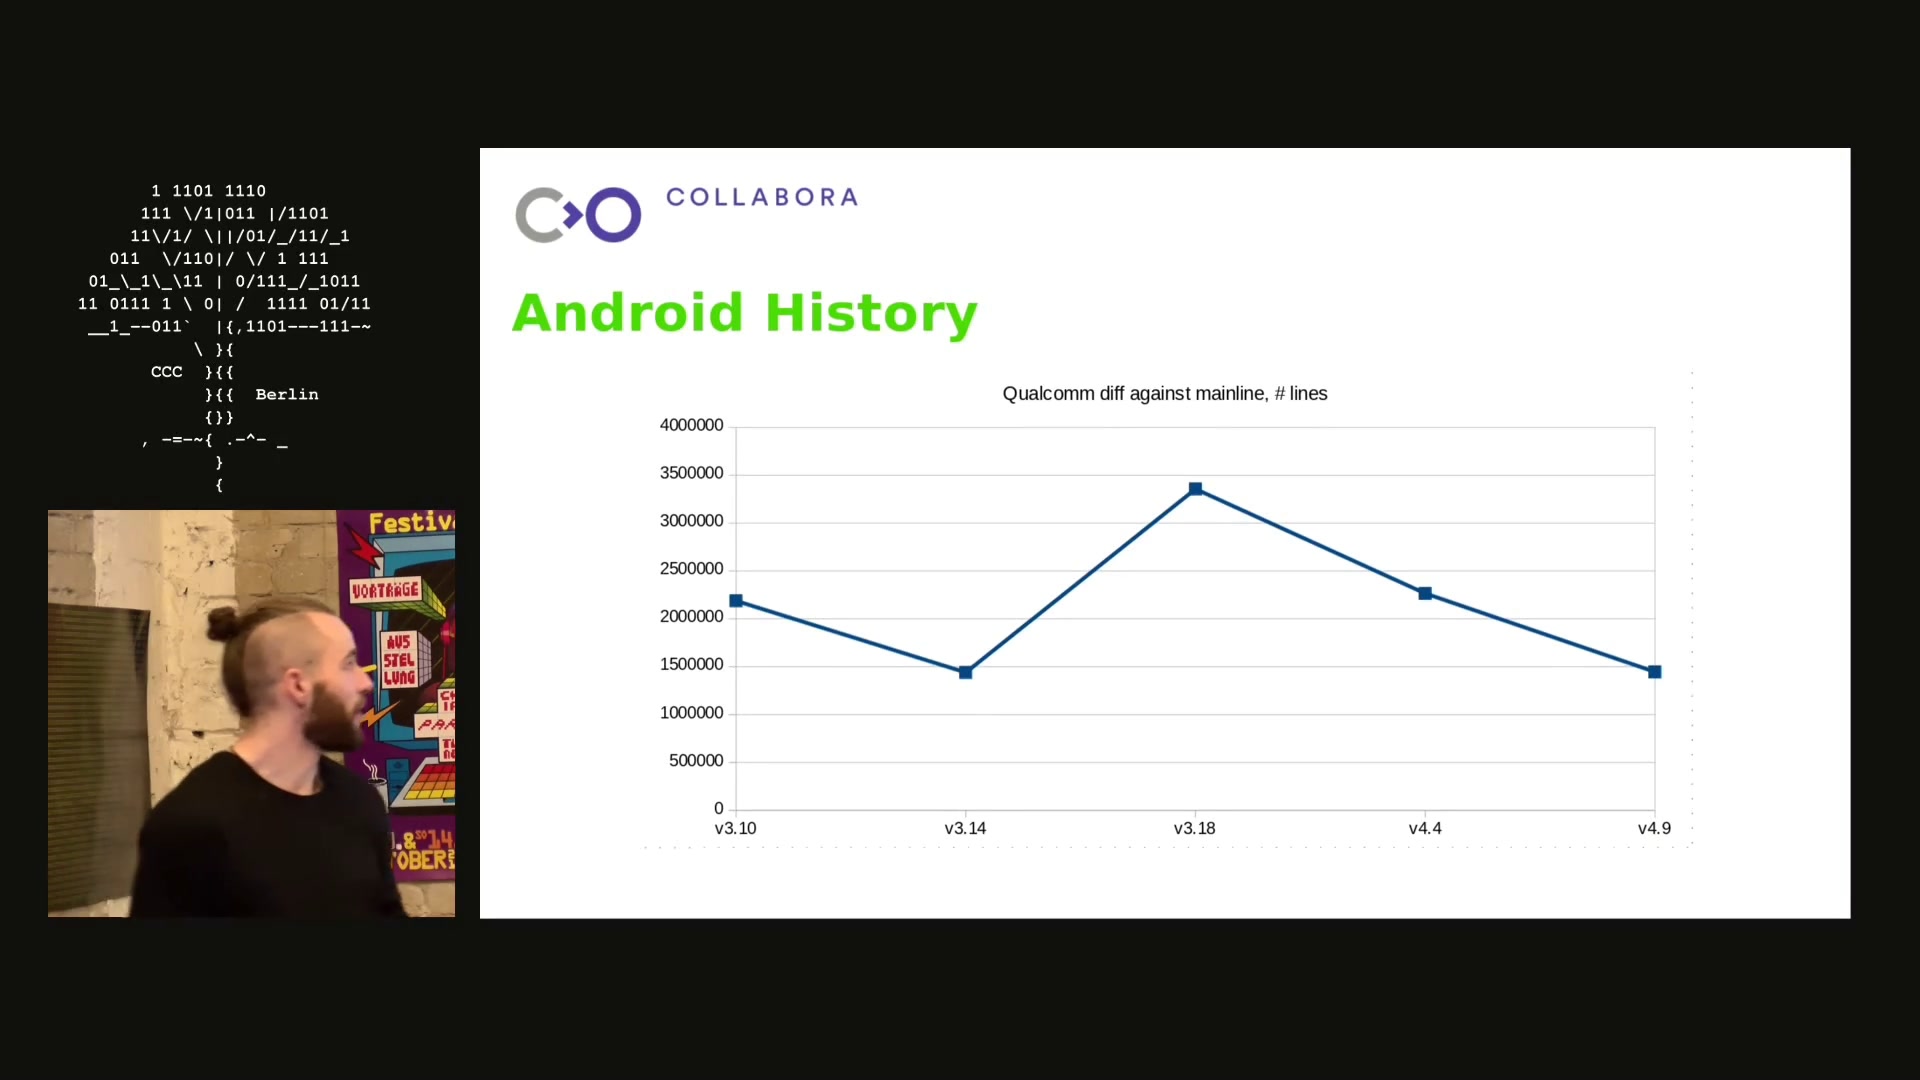 1 1101 1110
111 \/1|011 |/1101
11\/1/ \||/01/_/11/_1
011  \/110|/ \/ 1 111
01_\_1\_\11 | 0/111_/_1011
11 0111 1 \ 0| /  1111 01/11
__1_--011`  |{,1101---111-~
\ }{
CCC  }{{
}{{  Berlin
{}}
, -=-~{ .-^- _
}
{
COLLABORA
Android History
Qualcomm diff against mainline, # lines
4000000
3500000
3000000
2500000
2000000
1500000
1000000
500000
0
v3.10 v3.14 v3.18 v4.4 v4.9
VORTRÄGE
AUS
STEL
LUNG